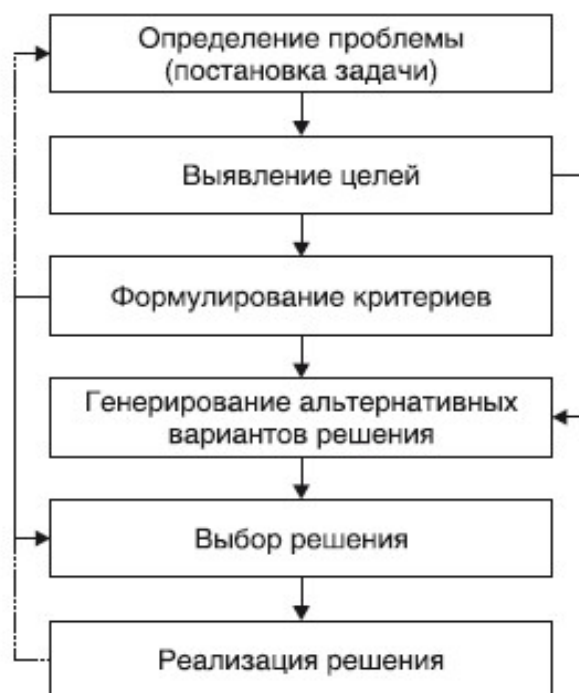 Определение проблемы
(постановка задачи)
Выявление целей
Формулирование критериев
Генерирование альтернативных
вариантов решения
Выбор решения
Реализация решения